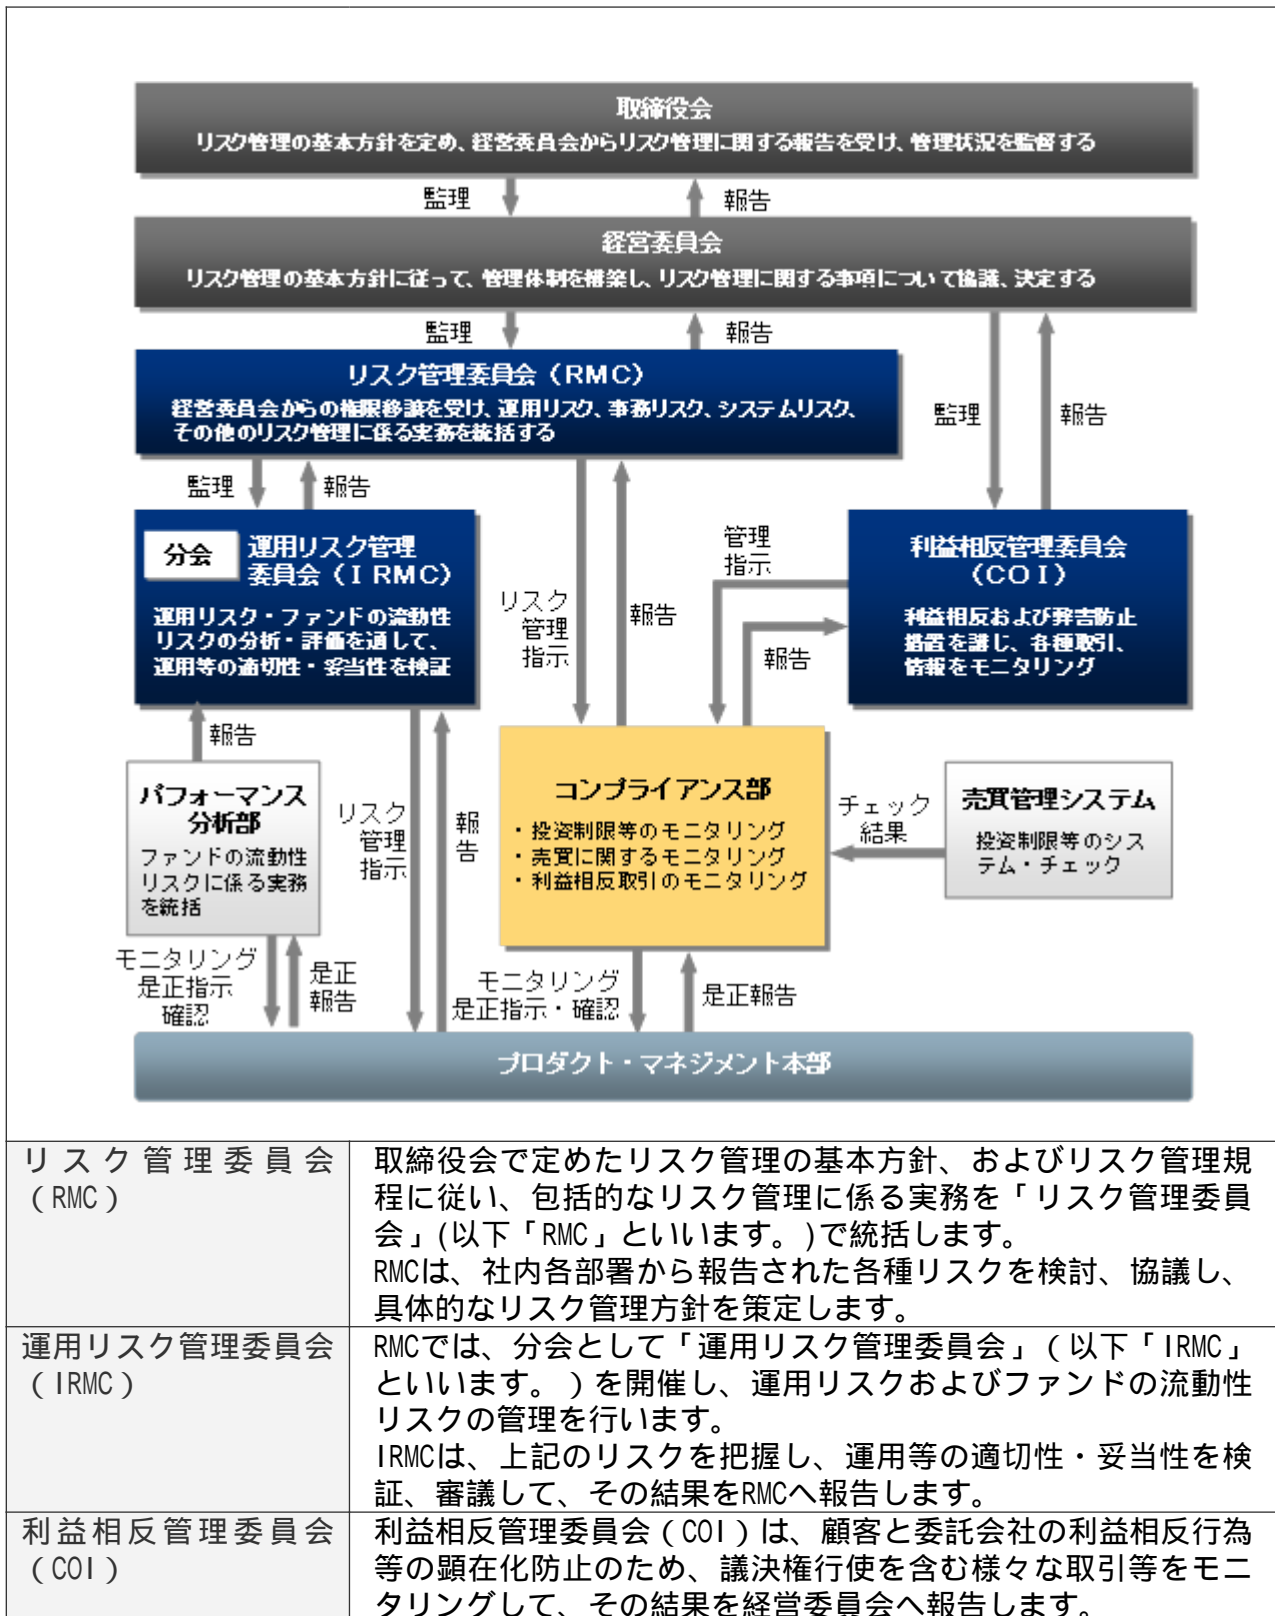 取締役会
リスク管理の基本方針を定め、経営委員会からリスク管理に関する報告を受け、管理状況を監督する
監理
報告
経営委員会
リスク管理の基本方針に従って、管理体制を構築し、リスク管理に関する事項について協議、決定する
監理
報告
リスク管理委員会（RMC）
経営委員会からの権限移譲を受け、運用リスク、事務リスク、システムリスク、
その他のリスク管理に係る実務を統括する
監理
報告
監理
報告
分会
運用リスク管理
委員会（IRMC）
運用リスク・ファンドの流動性
リスクの分析・評価を通して、
運用等の適切性・妥当性を検証
リスク
管理
指示
報告
管理
指示
報告
利益相反管理委員会
（COI）
利益相反および弊害防止
措置を講じ、各種取引、
情報をモニタリング
報告
パフォーマンス
分析部
ファンドの流動性
リスクに係る実務
を統括
リスク
管理
指示
報
告
コンプライアンス部
・投資制限等のモニタリング
・売買に関するモニタリング
・利益相反取引のモニタリング
チェック
結果
売買管理システム
投資制限等のシス
テム・チェック
モニタリング
是正指示
確認
是正
報告
モニタリング
是正指示・確認
是正報告
プロダクト・マネジメント本部
リスク管理委員会
（RMC）
取締役会で定めたリスク管理の基本方針、およびリスク管理規
程に従い、包括的なリスク管理に係る実務を「リスク管理委員
会」(以下「RMC」といいます。)で統括します。
RMCは、社内各部署から報告された各種リスクを検討、協議し、
具体的なリスク管理方針を策定します。
運用リスク管理委員会
（IRMC）
RMCでは、分会として「運用リスク管理委員会」（以下「IRMC」
といいます。）を開催し、運用リスクおよびファンドの流動性
リスクの管理を行います。
IRMCは、上記のリスクを把握し、運用等の適切性・妥当性を検
証、審議して、その結果をRMCへ報告します。
利益相反管理委員会
（COI）
利益相反管理委員会（COI）は、顧客と委託会社の利益相反行為
等の顕在化防止のため、議決権行使を含む様々な取引等をモニ
タリングして、その結果を経営委員会へ報告します。